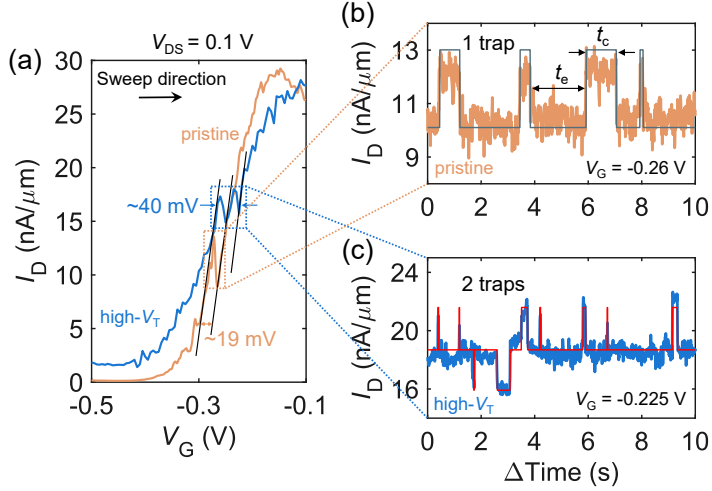 (a)
V_DS = 0.1 V
Sweep direction
pristine
~40 mV
high-V_T
~19 mV
I_D (nA/μm)
30
25
20
15
10
5
0
-0.5
-0.3
-0.1
V_G (V)
(b)
1 trap
t_c
t_e
pristine
V_G = -0.26 V
I_D (nA/μm)
13
11
9
0
2
4
6
8
10
(c)
2 traps
high-V_T
V_G = -0.225 V
I_D (nA/μm)
24
20
16
0
2
4
6
8
10
ΔTime (s)